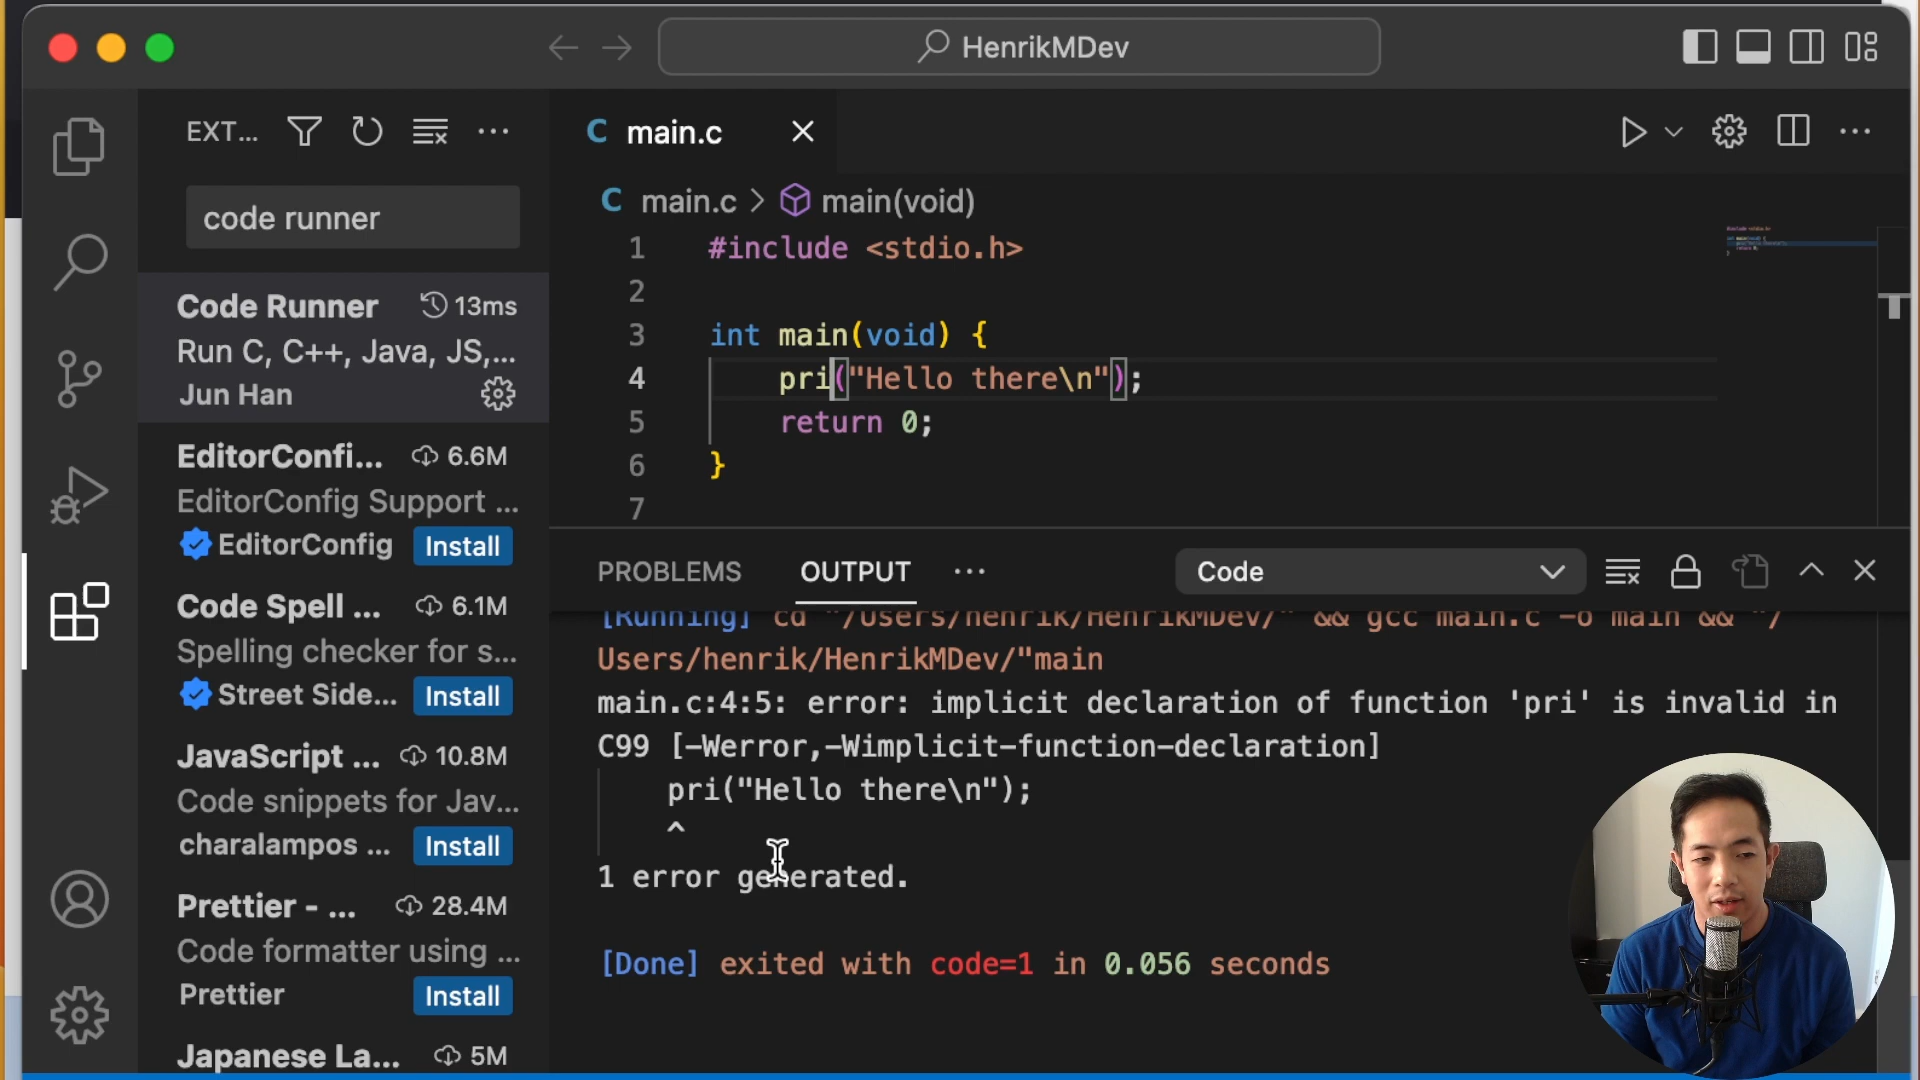 HenrikMDev
EXT...
code runner
Code Runner 13ms
Run C, C++, Java, JS,...
Jun Han
EditorConfi... 6.6M
EditorConfig Support ...
EditorConfig Install
Code Spell ... 6.1M
Spelling checker for s...
Street Side... Install
JavaScript ... 10.8M
Code snippets for Jav...
charalampos ... Install
Prettier - ... 28.4M
Code formatter using ...
Prettier Install
Japanese La... 5M
C main.c
C main.c > main(void)
1 #include <stdio.h>
2
3 int main(void) {
4 pri("Hello there\n");
5 return 0;
6 }
7
PROBLEMS OUTPUT ... Code
[Running] cd "/Users/henrik/HenrikMDev/" && gcc main.c -o main && "/
Users/henrik/HenrikMDev/"main
main.c:4:5: error: implicit declaration of function 'pri' is invalid in
C99 [-Werror,-Wimplicit-function-declaration]
pri("Hello there\n");
^
1 error generated.
[Done] exited with code=1 in 0.056 seconds